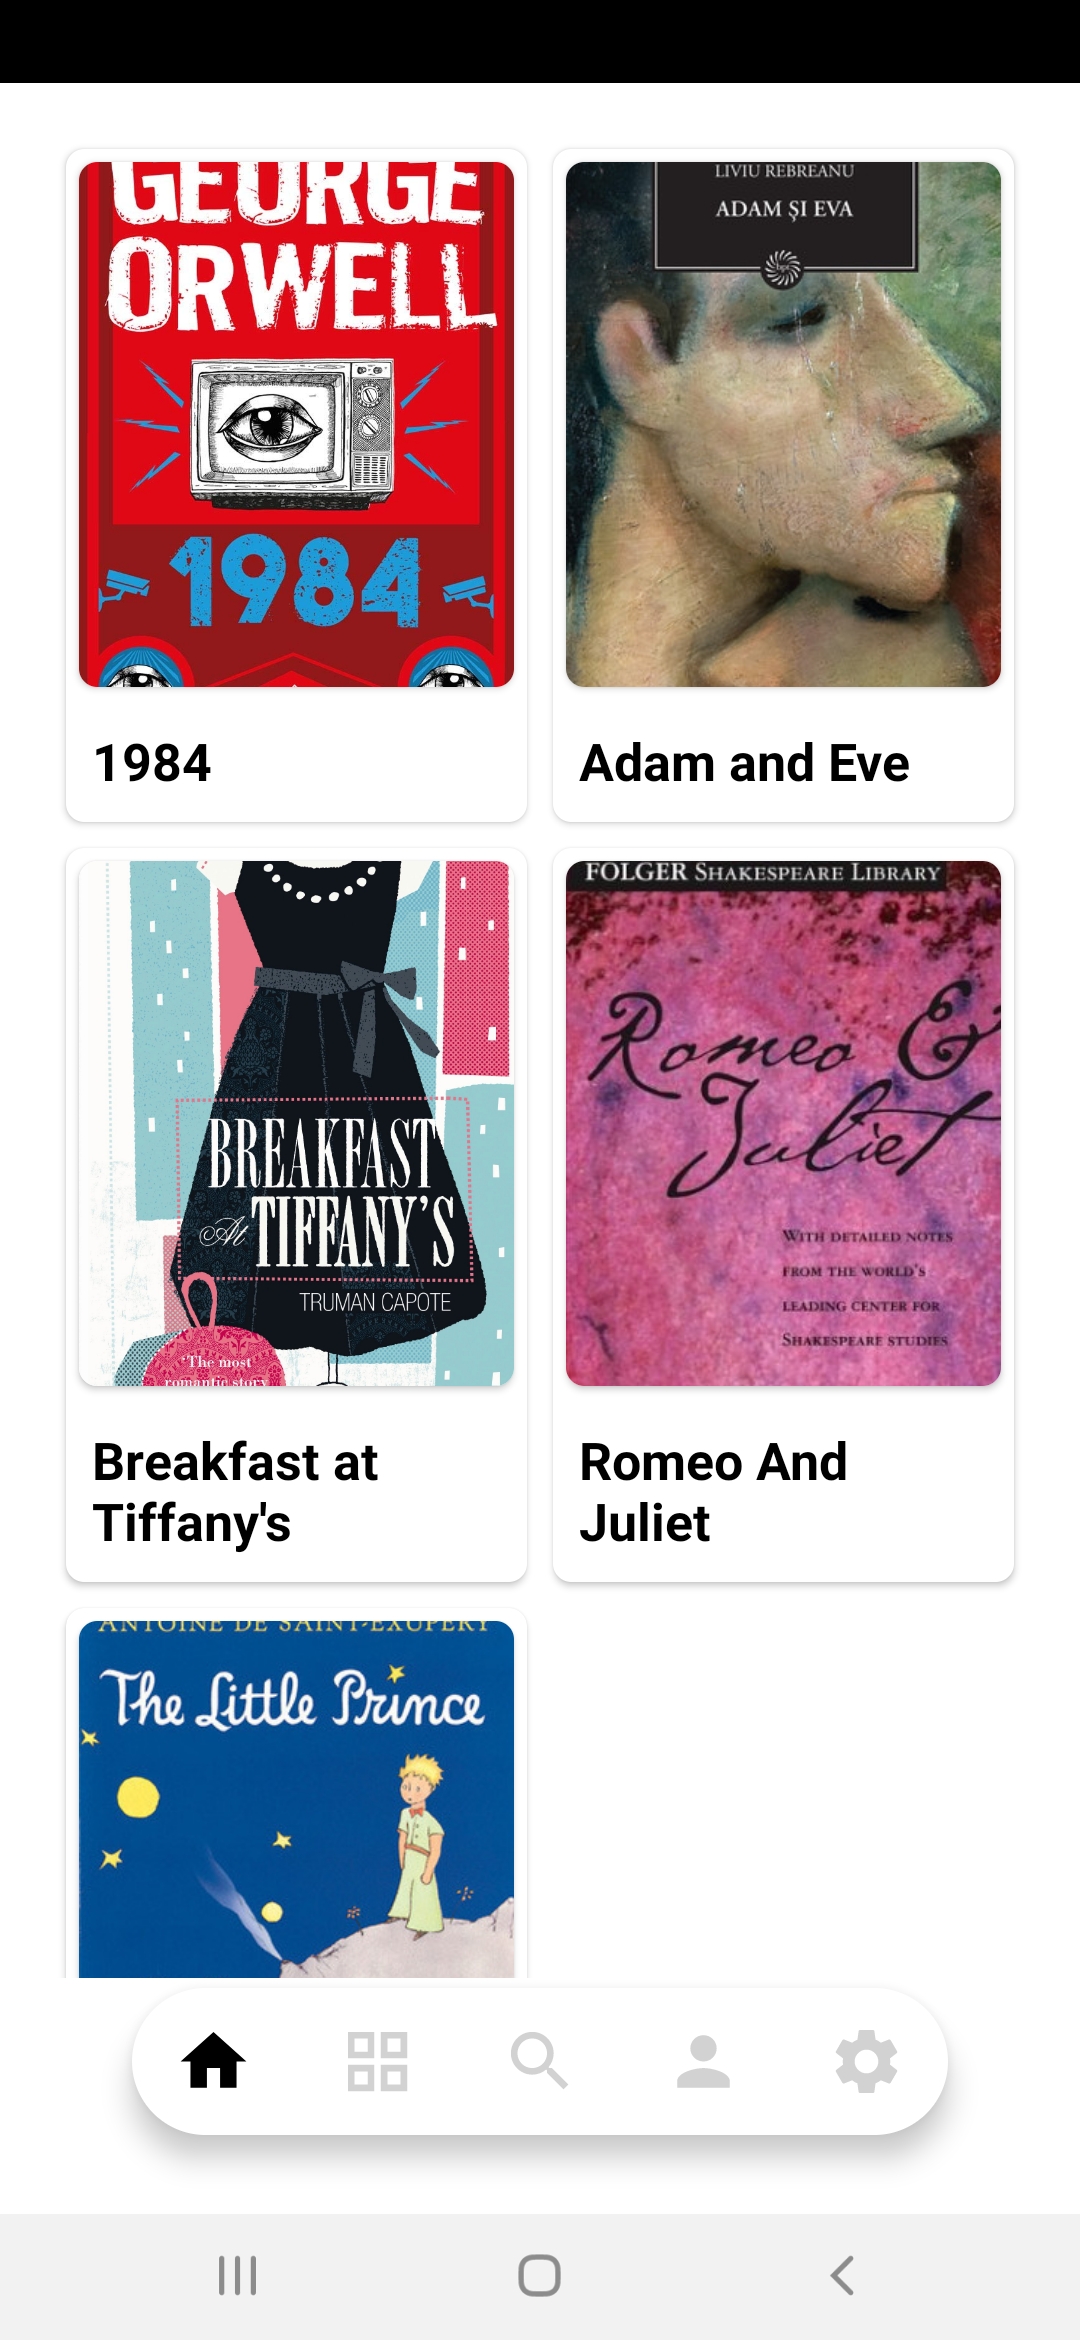 GEORGE
ORWELL
1984
1984
LIVIU REBREANU
ADAM ȘI EVA
Adam and Eve
BREAKFAST
At TIFFANY'S
TRUMAN CAPOTE
The most
romantic story
Breakfast at
Tiffany's
FOLGER SHAKESPEARE LIBRARY
Romeo &
Juliet
WITH DETAILED NOTES
FROM THE WORLD'S
LEADING CENTER FOR
SHAKESPEARE STUDIES
Romeo And
Juliet
ANTOINE DE SAINT-EXUPÉRY
The Little Prince